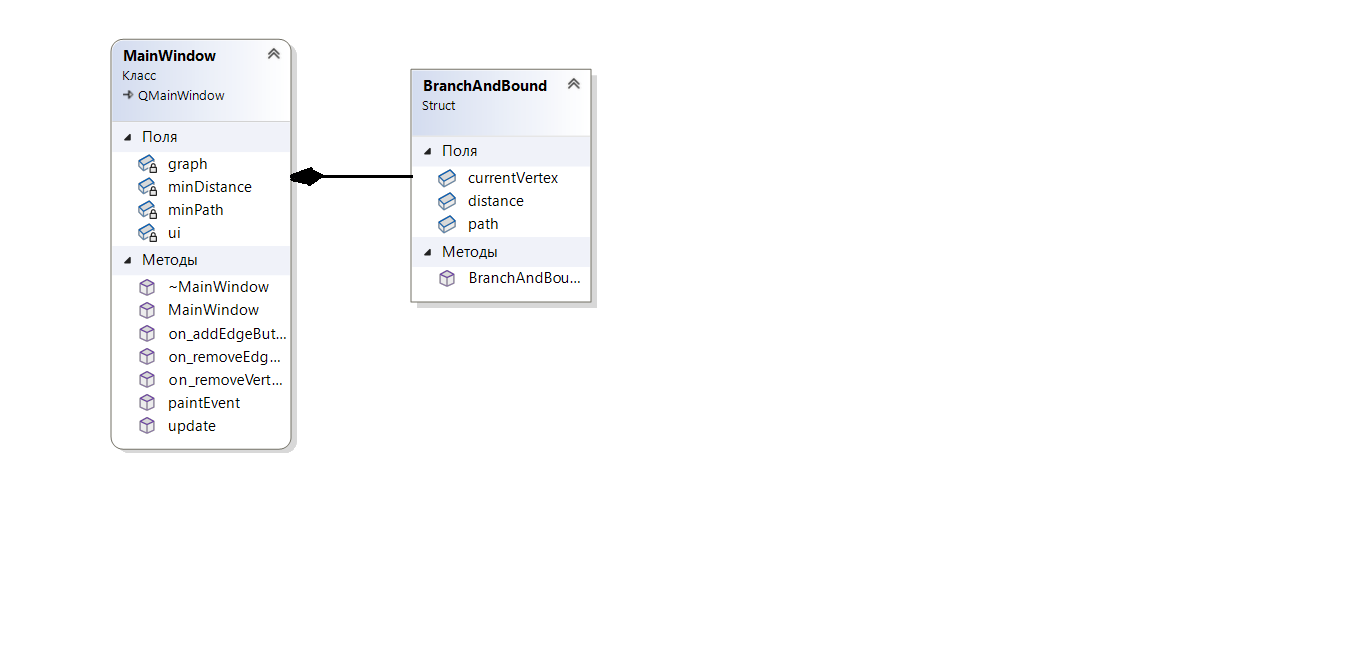 MainWindow
Класс
QMainWindow
Поля
graph
minDistance
minPath
ui
Методы
~MainWindow
MainWindow
on_addEdgeBut...
on_removeEdg...
on_removeVert...
paintEvent
update
BranchAndBound
Struct
Поля
currentVertex
distance
path
Методы
BranchAndBou...